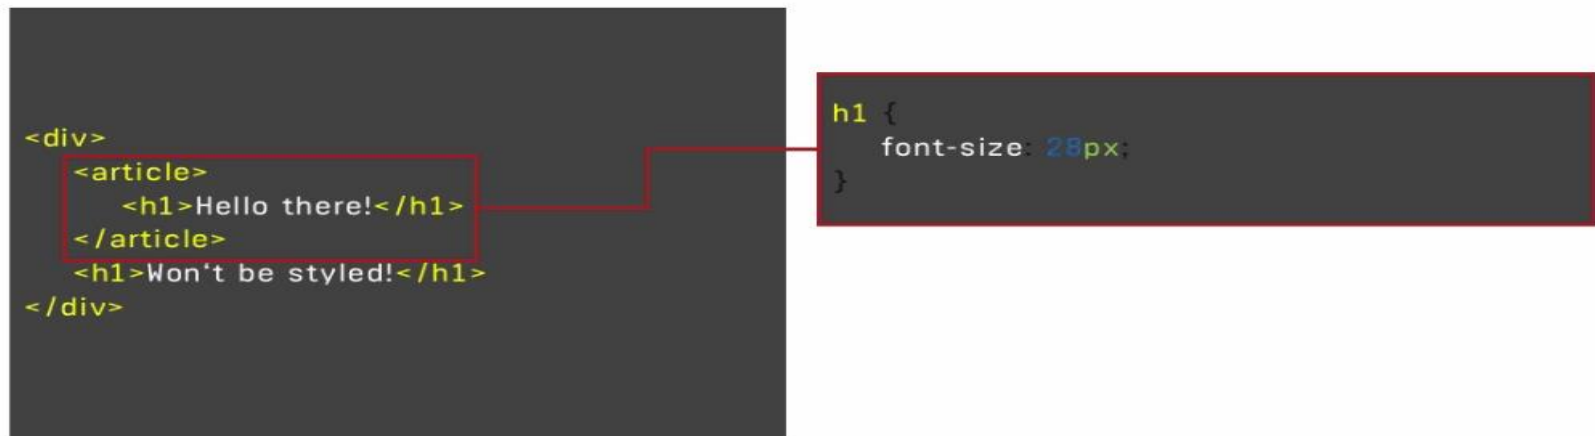 <div>
<article>
<h1>Hello there!</h1>
</article>
<h1>Won't be styled!</h1>
</div>
h1 {
font-size: 28px;
}